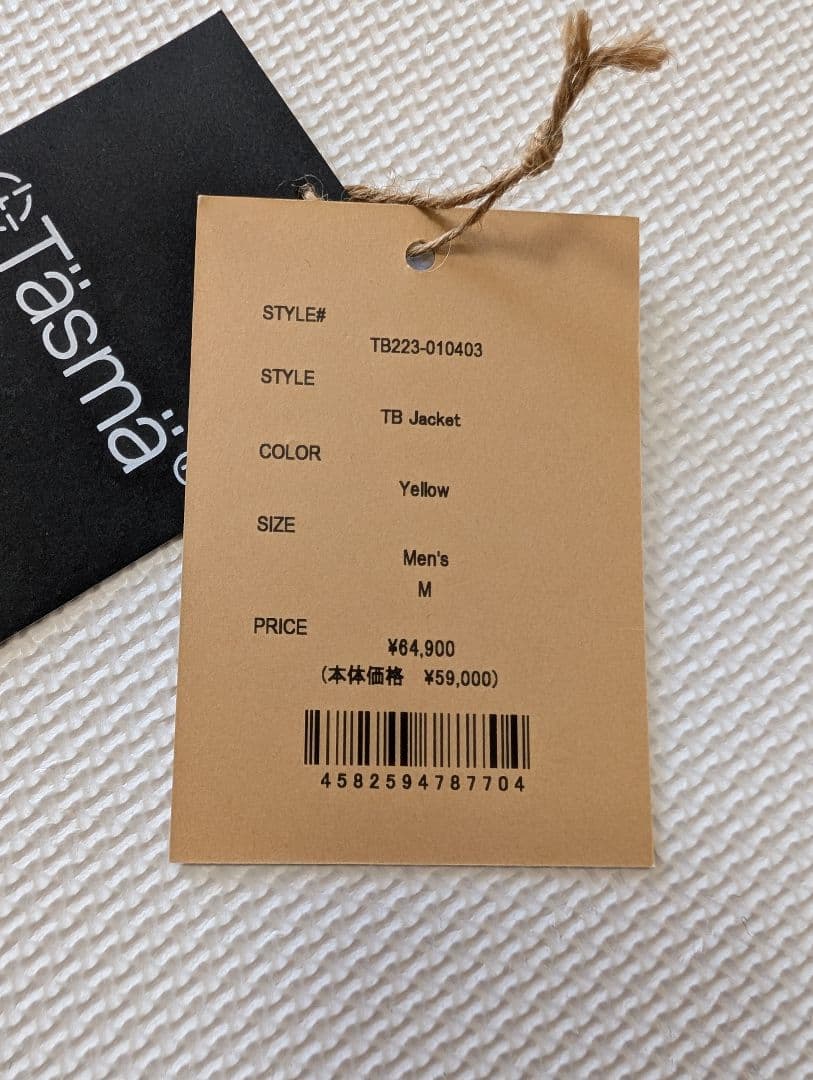 Täsmä
STYLE#
TB223-010403
STYLE
TB Jacket
COLOR
Yellow
SIZE
Men's
M
PRICE
¥64,900
(本体価格　¥59,000)
4582594787704